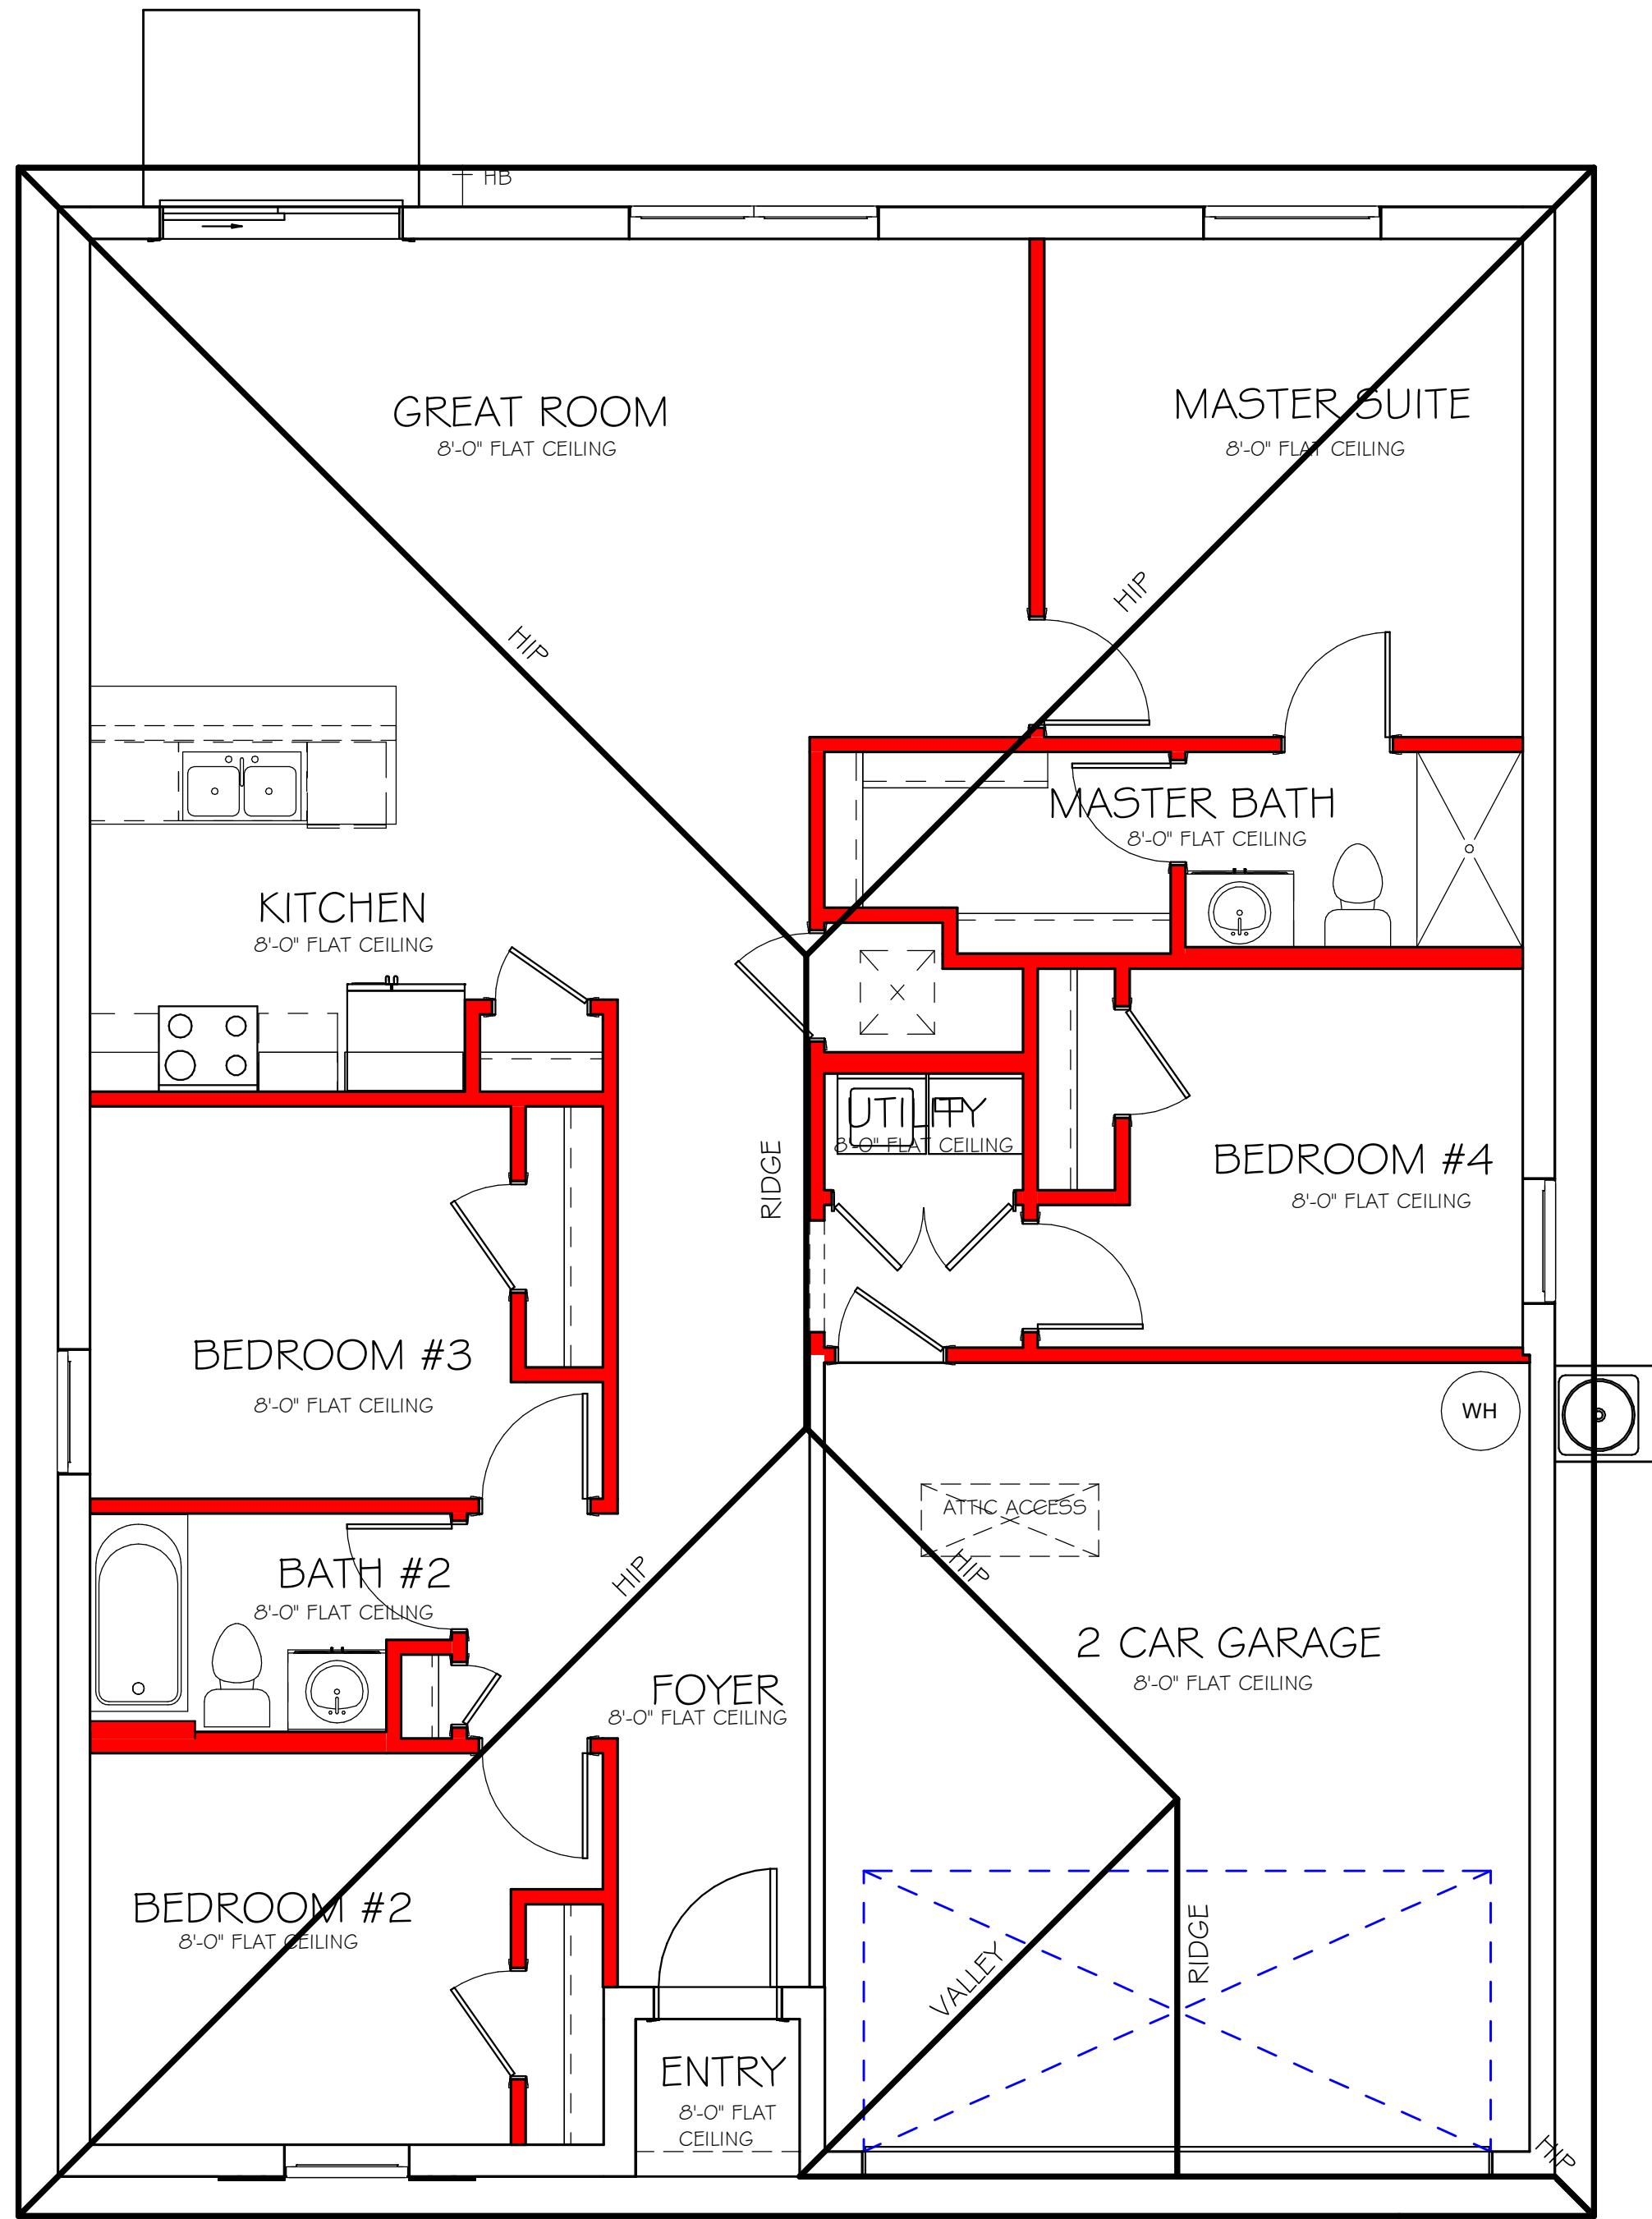 HB
GREAT ROOM
8'-0" FLAT CEILING
MASTER SUITE
8'-0" FLAT CEILING
HIP
HIP
MASTER BATH
8'-0" FLAT CEILING
KITCHEN
8'-0" FLAT CEILING
UTILITY
8'-0" FLAT CEILING
RIDGE
BEDROOM #4
8'-0" FLAT CEILING
BEDROOM #3
8'-0" FLAT CEILING
WH
ATTIC ACCESS
HIP
HIP
BATH #2
8'-0" FLAT CEILING
2 CAR GARAGE
8'-0" FLAT CEILING
FOYER
8'-0" FLAT CEILING
BEDROOM #2
8'-0" FLAT CEILING
RIDGE
VALLEY
ENTRY
8'-0" FLAT
CEILING
HIP